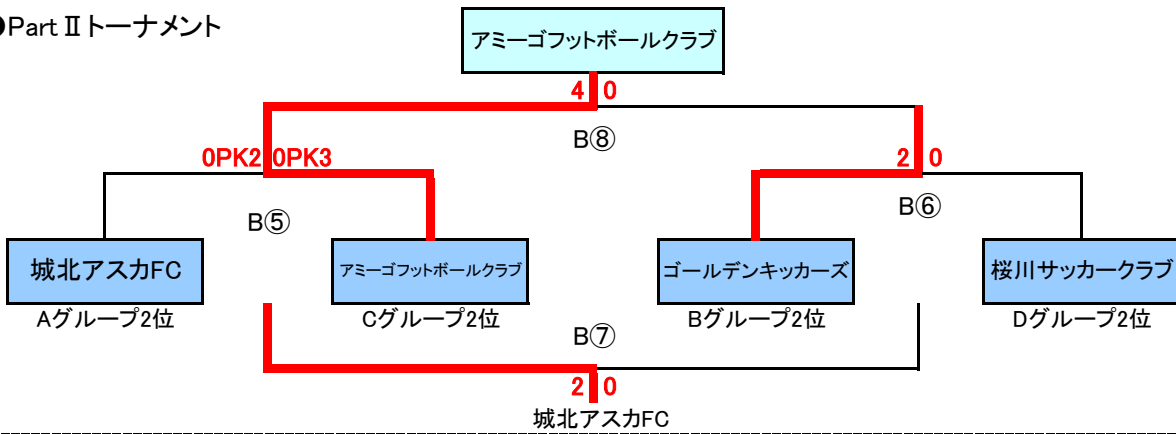 ●Part Ⅱトーナメント
アミーゴフットボールクラブ
4 0
B⑧
0PK2 0PK3
2 0
B⑤
B⑥
城北アスカFC
アミーゴフットボールクラブ
ゴールデンキッカーズ
桜川サッカークラブ
Aグループ2位
Cグループ2位
Bグループ2位
Dグループ2位
B⑦
2 0
城北アスカFC